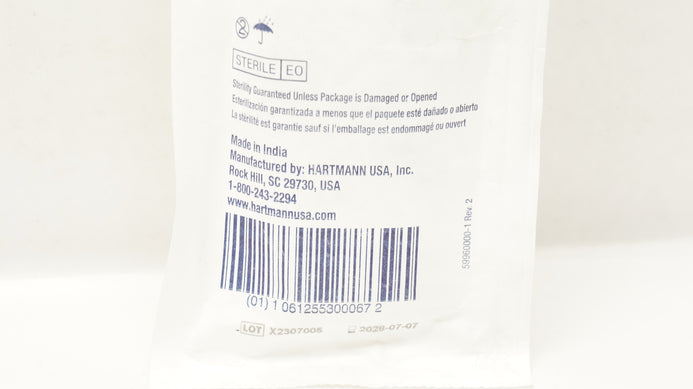 2
STERILE EO
Sterility Guaranteed Unless Package is Damaged or Opened
Esterilización garantizada a menos que el paquete esté dañado o abierto
La stérilité est garantie sauf si l'emballage est endommagé ou ouvert
Made in India
Manufactured by: HARTMANN USA, Inc.
Rock Hill, SC 29730, USA
1-800-243-2294
www.hartmannusa.com
(01) 1 061255300067 2
LOT X2307005 2028-07-07
59960000-1 Rev. 2